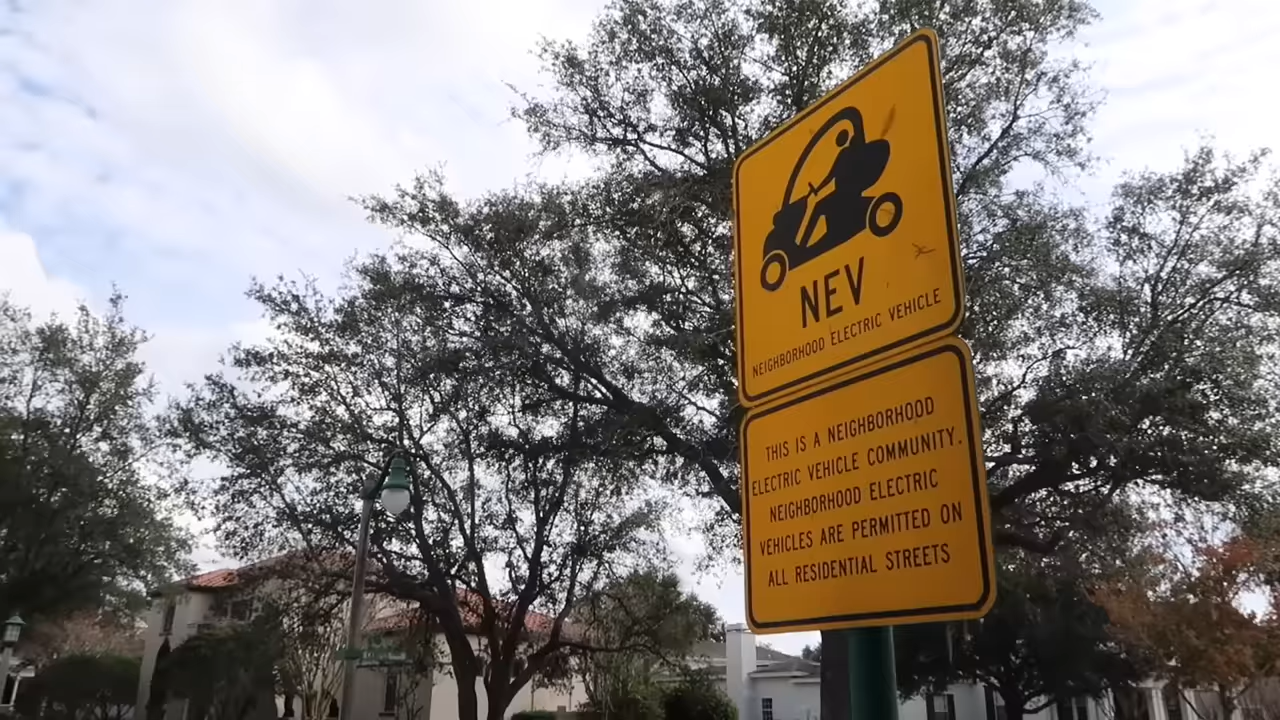 NEV
NEIGHBORHOOD ELECTRIC VEHICLE
THIS IS A NEIGHBORHOOD
ELECTRIC VEHICLE COMMUNITY.
NEIGHBORHOOD ELECTRIC
VEHICLES ARE PERMITTED ON
ALL RESIDENTIAL STREETS